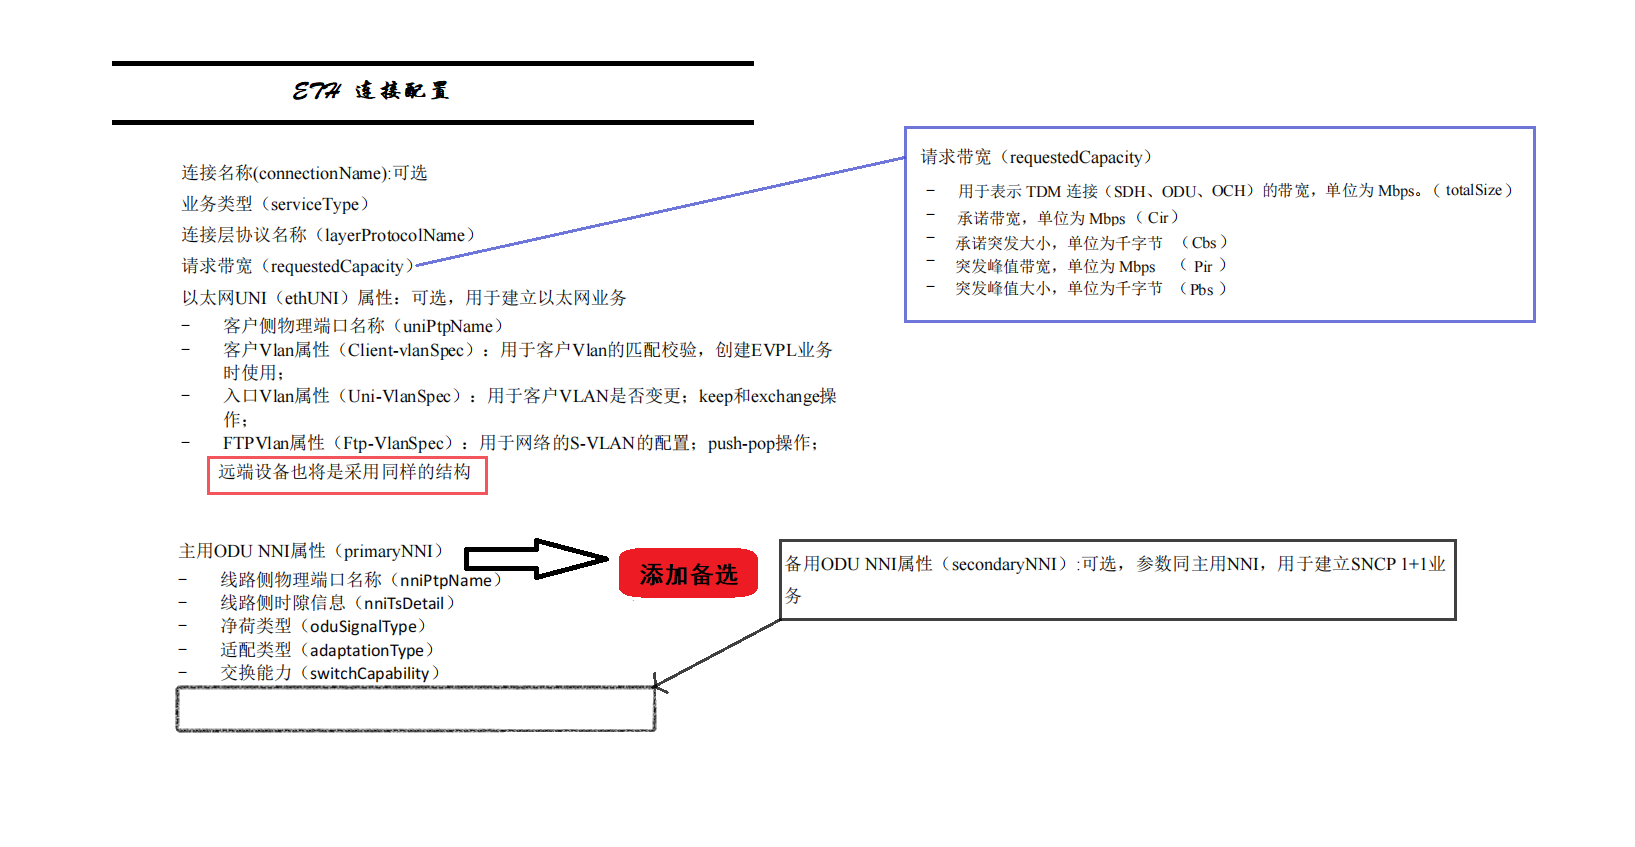 ETH 连接配置
连接名称(connectionName):可选
业务类型（serviceType）
连接层协议名称（layerProtocolName）
请求带宽（requestedCapacity）
以太网UNI（ethUNI）属性：可选，用于建立以太网业务
- 客户侧物理端口名称（uniPtpName）
- 客户Vlan属性（Client-vlanSpec）：用于客户Vlan的匹配校验，创建EVPL业务
时使用；
- 入口Vlan属性（Uni-VlanSpec）：用于客户VLAN是否变更；keep和exchange操
作；
- FTPVlan属性（Ftp-VlanSpec）：用于网络的S-VLAN的配置；push-pop操作；
远端设备也将是采用同样的结构
请求带宽（requestedCapacity）
- 用于表示 TDM 连接（SDH、ODU、OCH）的带宽，单位为 Mbps。（totalSize）
- 承诺带宽，单位为 Mbps（Cir）
- 承诺突发大小，单位为千字节 （Cbs）
- 突发峰值带宽，单位为 Mbps （Pir）
- 突发峰值大小，单位为千字节 （Pbs）
主用ODU NNI属性（primaryNNI）
- 线路侧物理端口名称（nniPtpName）
- 线路侧时隙信息（nniTsDetail）
- 净荷类型（oduSignalType）
- 适配类型（adaptationType）
- 交换能力（switchCapability）
添加备选
备用ODU NNI属性（secondaryNNI）:可选，参数同主用NNI，用于建立SNCP 1+1业
务